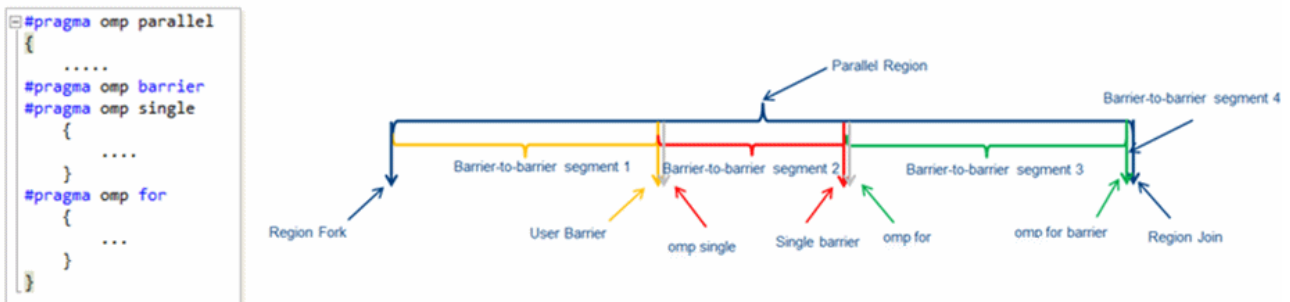 #pragma omp parallel
{
.....
#pragma omp barrier
#pragma omp single
{
....
}
#pragma omp for
{
...
}
}
Parallel Region
Barrier-to-barrier segment 4
Barrier-to-barrier segment 1
Barrier-to-barrier segment 2
Barrier-to-barrier segment 3
Region Fork
User Barrier
omp single
Single barrier
omp for
omp for barrier
Region Join